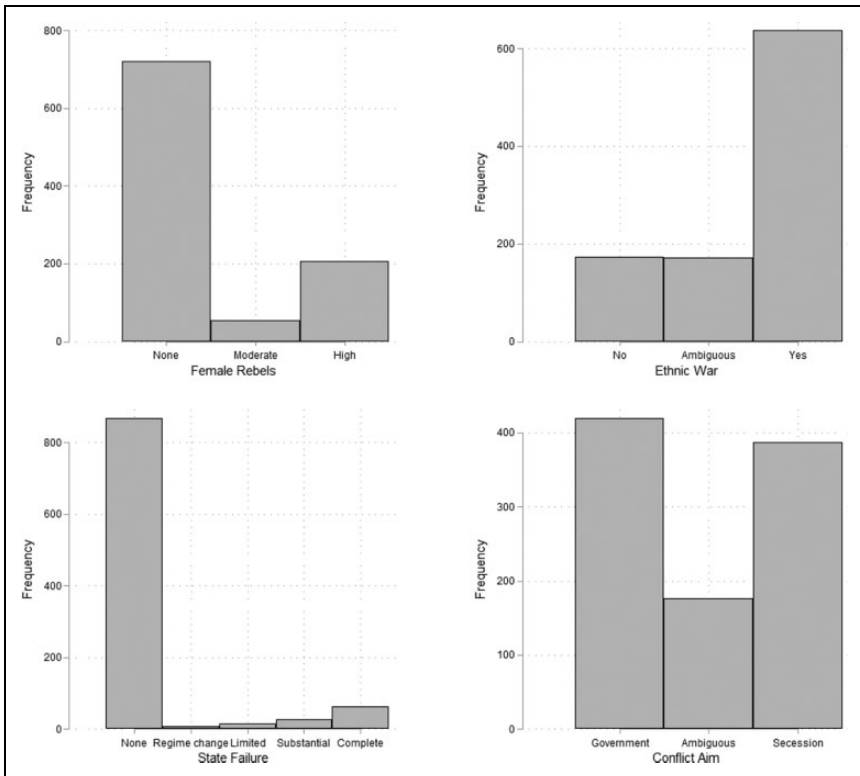 800
600
400
200
0
Frequency
None Moderate High
Female Rebels
600
400
200
0
Frequency
No Ambiguous Yes
Ethnic War
800
600
400
200
0
Frequency
None Regime change Limited Substantial Complete
State Failure
400
300
200
100
0
Frequency
Government Ambiguous Secession
Conflict Aim